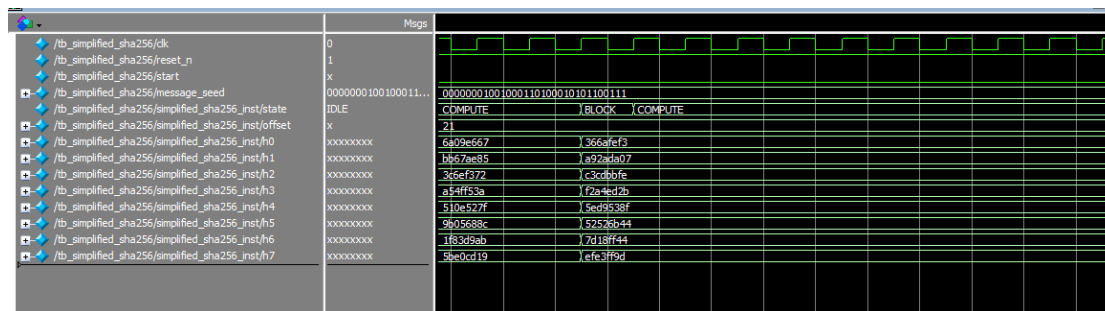 Msgs
/tb_simplified_sha256/clk 0
/tb_simplified_sha256/reset_n 1
/tb_simplified_sha256/start x
/tb_simplified_sha256/message_seed 0000000100100011... 00000001001000110100010101100111
/tb_simplified_sha256/simplified_sha256_inst/state IDLE COMPUTE BLOCK COMPUTE
/tb_simplified_sha256/simplified_sha256_inst/offset x 21
/tb_simplified_sha256/simplified_sha256_inst/h0 xxxxxxxx 6a09e667 366afef3
/tb_simplified_sha256/simplified_sha256_inst/h1 xxxxxxxx bb67ae85 a92ada07
/tb_simplified_sha256/simplified_sha256_inst/h2 xxxxxxxx 3c6ef372 c3cdbbfe
/tb_simplified_sha256/simplified_sha256_inst/h3 xxxxxxxx a54ff53a f2a4ed2b
/tb_simplified_sha256/simplified_sha256_inst/h4 xxxxxxxx 510e527f 5ed9538f
/tb_simplified_sha256/simplified_sha256_inst/h5 xxxxxxxx 9b05688c 52526b44
/tb_simplified_sha256/simplified_sha256_inst/h6 xxxxxxxx 1f83d9ab 7d18ff44
/tb_simplified_sha256/simplified_sha256_inst/h7 xxxxxxxx 5be0cd19 efe3ff9d